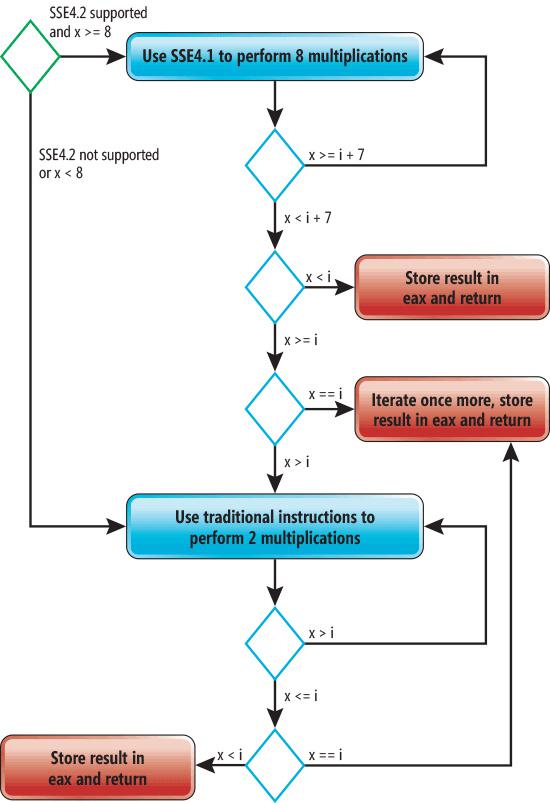 SSE4.2 supported
and x >= 8
Use SSE4.1 to perform 8 multiplications
x >= i + 7
SSE4.2 not supported
or x < 8
x < i + 7
x < i
Store result in
eax and return
x >= i
x == i
Iterate once more, store
result in eax and return
x > i
Use traditional instructions to
perform 2 multiplications
x > i
x <= i
Store result in
eax and return
x < i
x == i